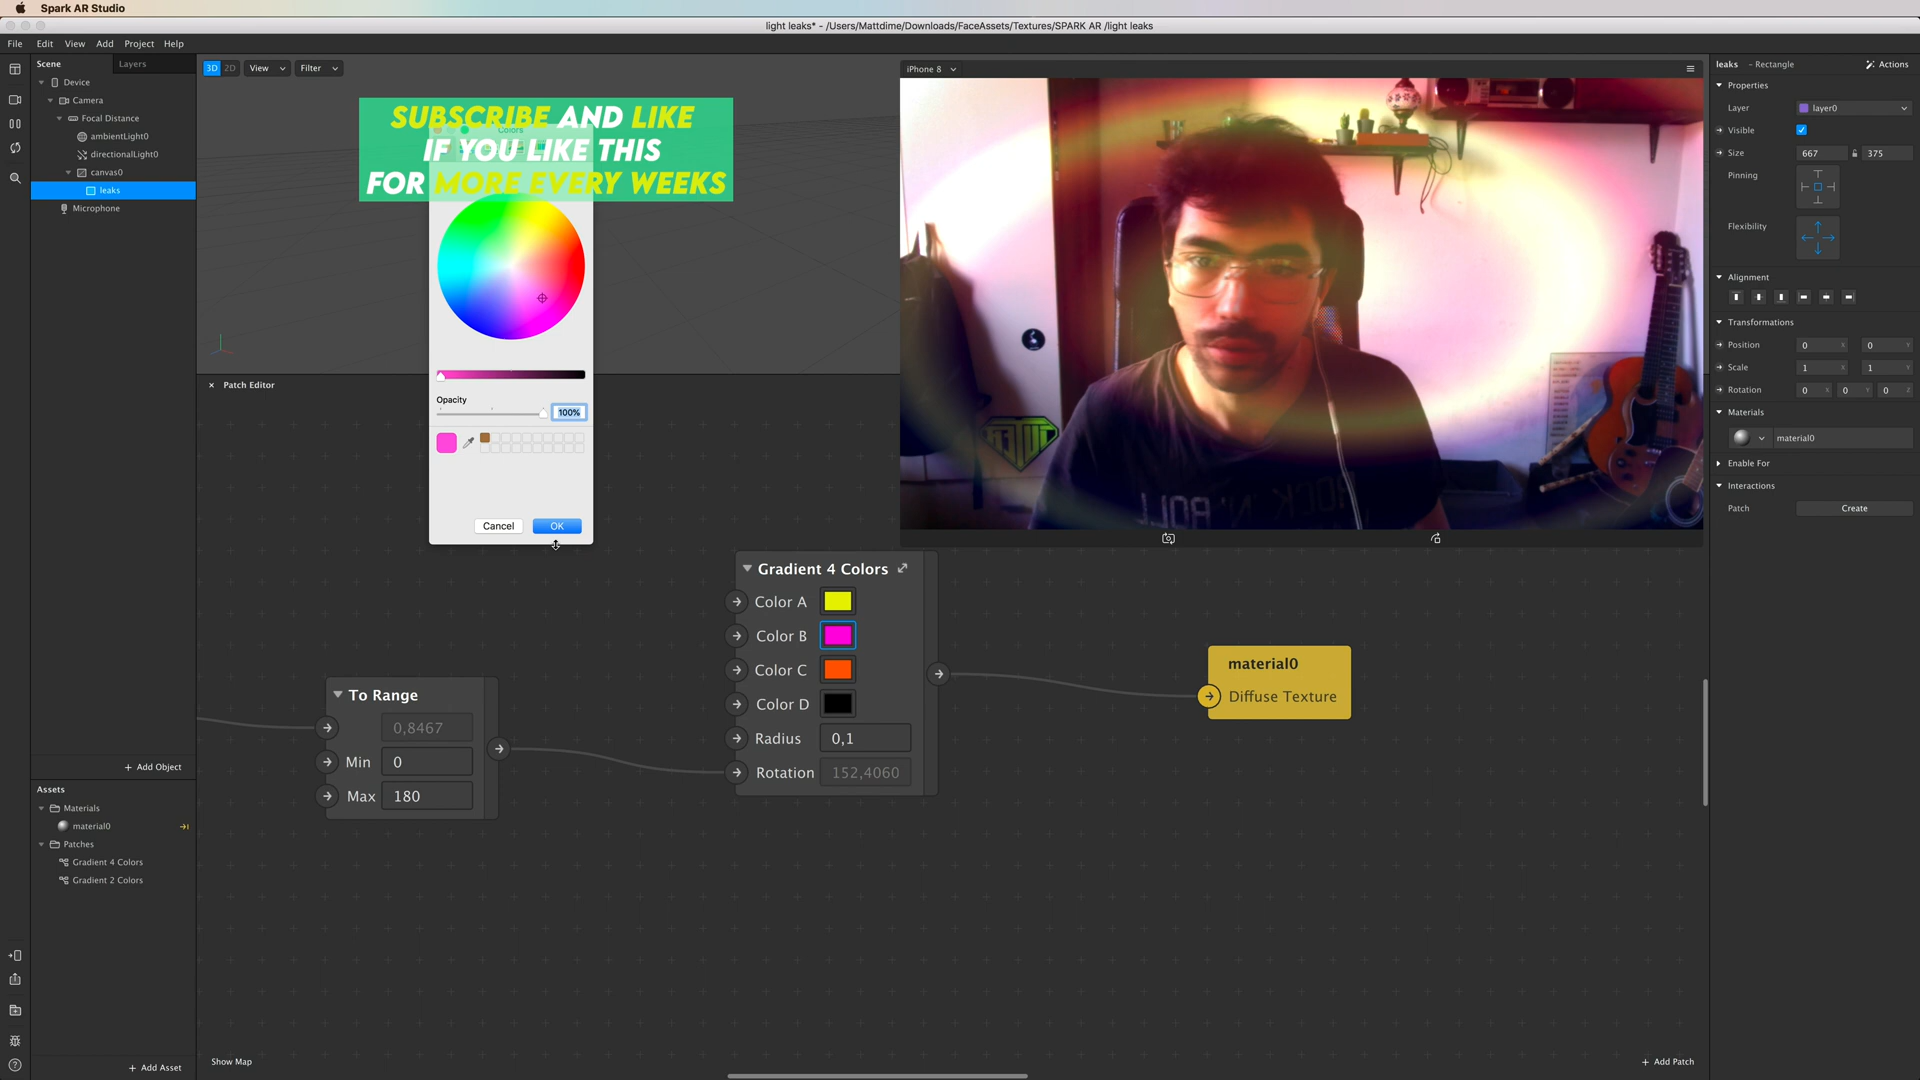 Spark AR Studio
light leaks* - /Users/Mattdime/Downloads/FaceAssets/Textures/SPARK AR /light leaks
File Edit View Add Project Help
Scene Layers
Device
Camera
Focal Distance
ambientLight0
directionalLight0
canvas0
leaks
Microphone
+ Add Object
Assets
Materials
material0
Patches
Gradient 4 Colors
Gradient 2 Colors
+ Add Asset
3D 2D View Filter
SUBSCRIBE AND LIKE
IF YOU LIKE THIS
FOR MORE EVERY WEEKS
Colors
Opacity
100%
Cancel OK
iPhone 8
ROCK N' ROLL
Patch Editor
To Range
0,8467
Min 0
Max 180
Gradient 4 Colors
Color A
Color B
Color C
Color D
Radius 0,1
Rotation 152,4060
material0
Diffuse Texture
Show Map
+ Add Patch
leaks - Rectangle Actions
Properties
Layer layer0
Visible
Size 667 375
Pinning
Flexibility
Alignment
Transformations
Position 0 X 0 Y
Scale 1 X 1 Y
Rotation 0 X 0 Y 0 Z
Materials
material0
Enable For
Interactions
Patch Create